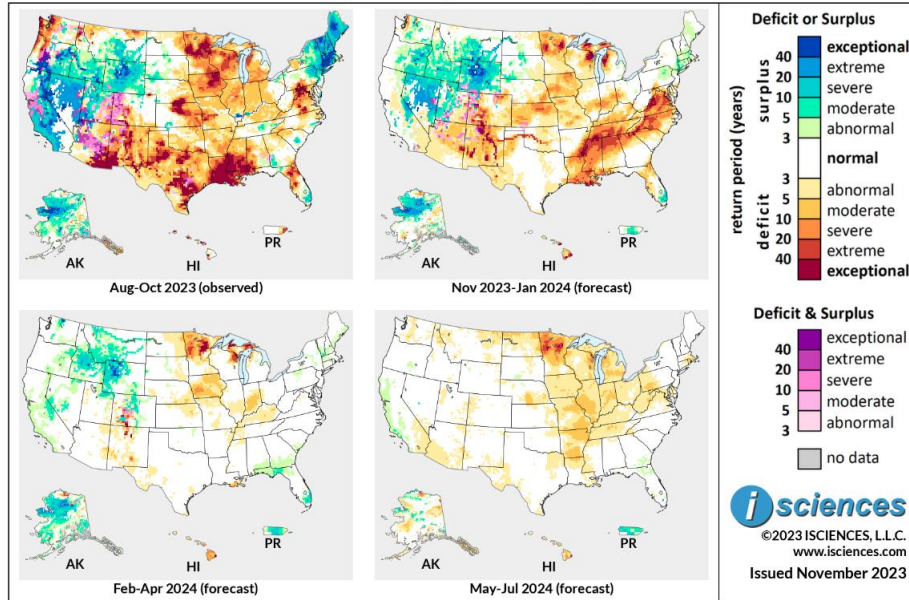 AK
HI
PR
Aug-Oct 2023 (observed)
AK
HI
PR
Nov 2023-Jan 2024 (forecast)
AK
HI
PR
Feb-Apr 2024 (forecast)
AK
HI
PR
May-Jul 2024 (forecast)
Deficit or Surplus
return period (years)
surplus
deficit
40
20
10
5
3
3
5
10
20
40
exceptional
extreme
severe
moderate
abnormal
normal
abnormal
moderate
severe
extreme
exceptional
Deficit & Surplus
40
20
10
5
3
exceptional
extreme
severe
moderate
abnormal
no data
i sciences
©2023 ISCIENCES, L.L.C.
www.isciences.com
Issued November 2023